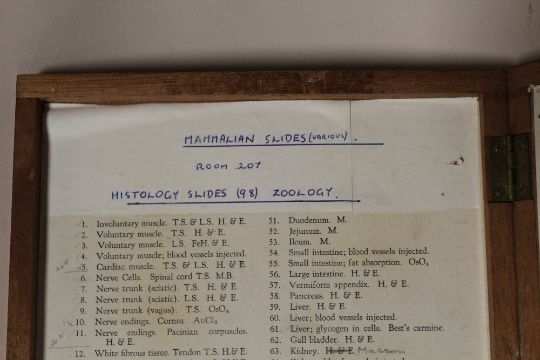 MAMMALIAN SLIDES (VARIOUS).
ROOM 207
HISTOLOGY SLIDES (98) ZOOLOGY.
1. Involuntary muscle. T.S. & L.S. H. & E.
2. Voluntary muscle. T.S. H. & E.
3. Voluntary muscle. L.S. FeH. & E.
4. Voluntary muscle; blood vessels injected.
5. Cardiac muscle. T.S. & L.S. H. & E.
6. Nerve Cells. Spinal cord T.S. M.B.
7. Nerve trunk (sciatic). T.S. H. & E.
8. Nerve trunk (sciatic). L.S. H. & E.
9. Nerve trunk (vagus). T.S. OsO₄
10. Nerve endings. Cornea. AuCl₃
11. Nerve endings. Pacinian corpuscles.
H. & E.
12. White fibrous tissue. Tendon T.S. H. & E.
51. Duodenum. M.
52. Jejunum. M.
53. Ileum. M.
54. Small intestine; blood vessels injected.
55. Small intestine; fat absorption. OsO₄
56. Large intestine. H. & E.
57. Vermiform appendix. H. & E.
58. Pancreas. H. & E.
59. Liver. H. & E.
60. Liver; blood vessels injected.
61. Liver; glycogen in cells. Best's carmine.
62. Gall bladder. H. & E.
63. Kidney. H. & E. Masson